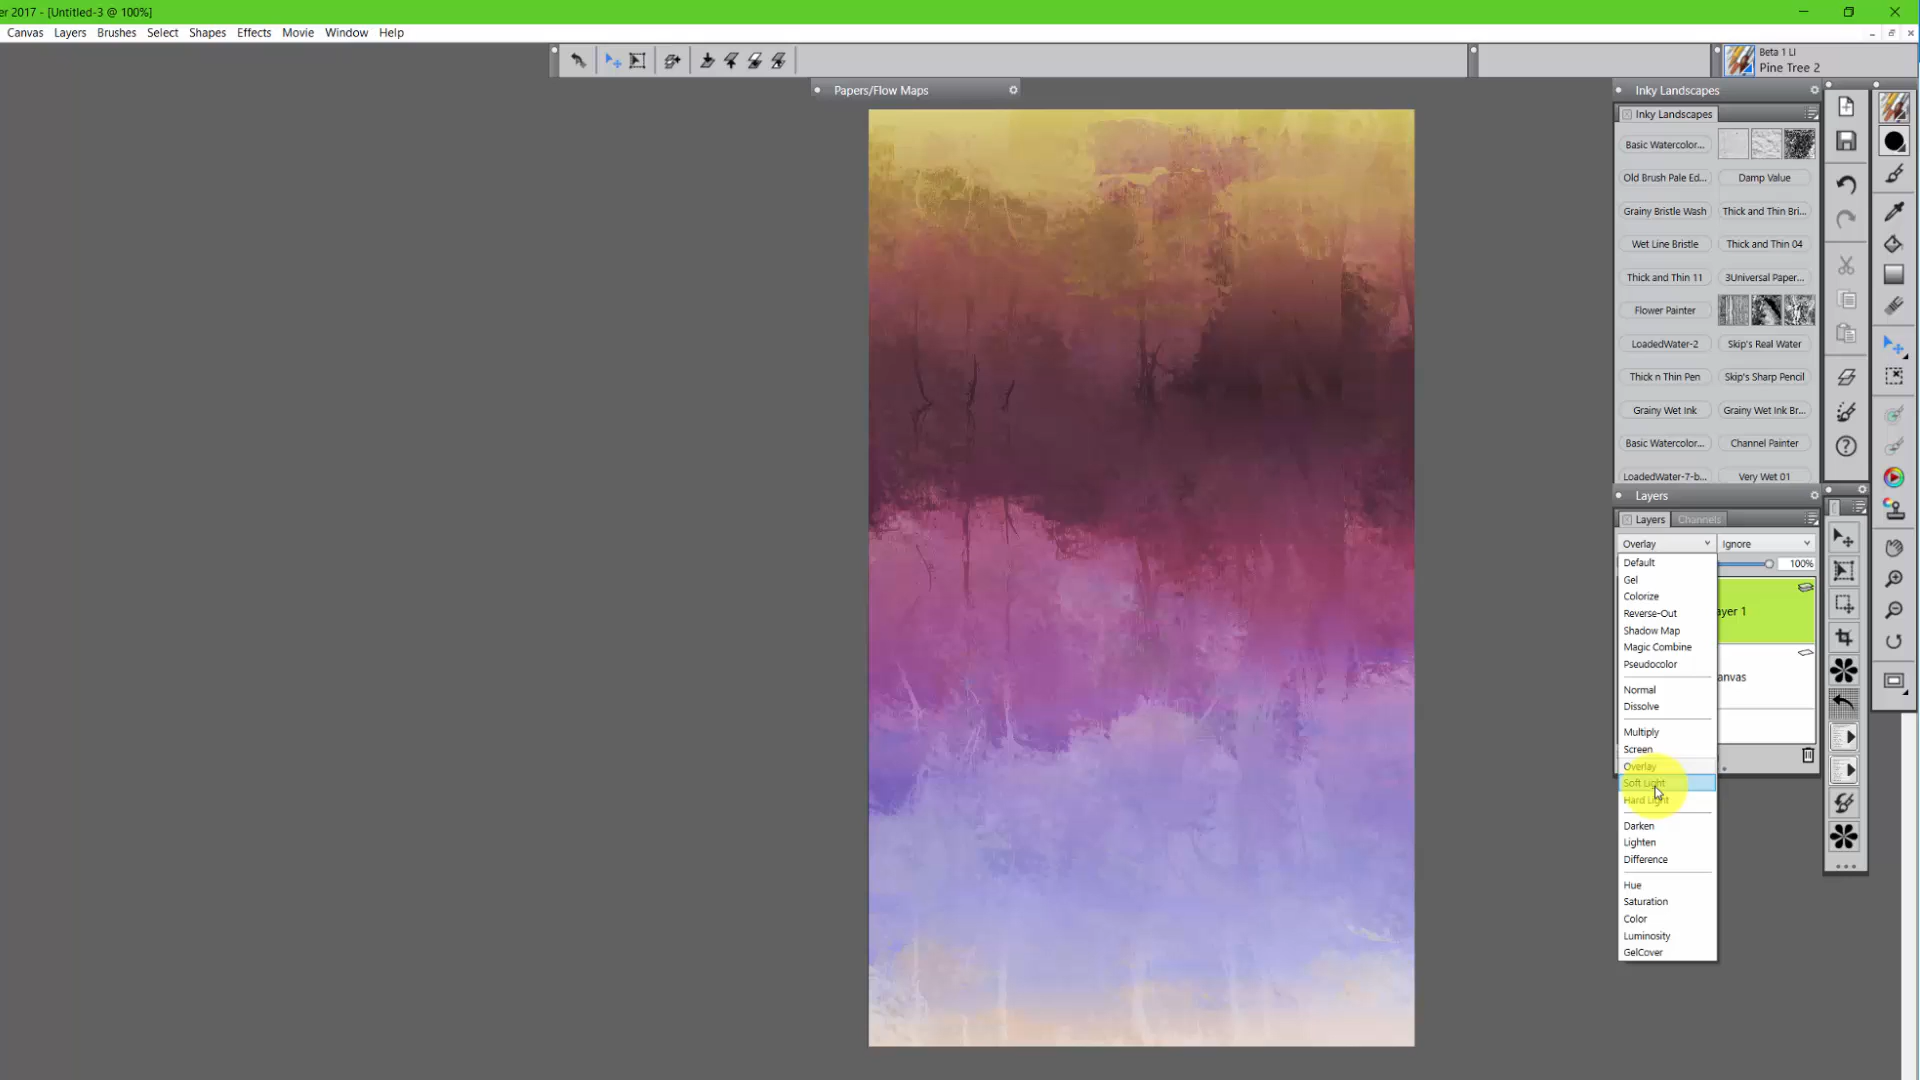 er 2017 - [Untitled-3 @ 100%]
Canvas Layers Brushes Select Shapes Effects Movie Window Help
Beta 1 LI
Pine Tree 2
Papers/Flow Maps
Inky Landscapes
Inky Landscapes
Basic Watercolor...
Old Brush Pale Ed... Damp Value
Grainy Bristle Wash Thick and Thin Bri...
Wet Line Bristle Thick and Thin 04
Thick and Thin 11 3Universal Paper...
Flower Painter
LoadedWater-2 Skip's Real Water
Thick n Thin Pen Skip's Sharp Pencil
Grainy Wet Ink Grainy Wet Ink Br...
Basic Watercolor... Channel Painter
LoadedWater-7-b... Very Wet 01
Layers
Layers Channels
Overlay Ignore
Default 100%
Gel
Colorize
Reverse-Out ayer 1
Shadow Map
Magic Combine
Pseudocolor
anvas
Normal
Dissolve
Multiply
Screen
Overlay
Soft Light
Hard Light
Darken
Lighten
Difference
Hue
Saturation
Color
Luminosity
GelCover